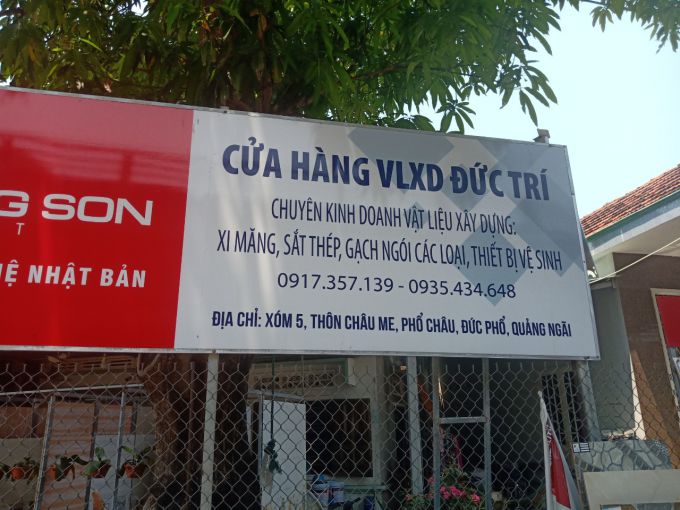 CỬA HÀNG VLXD ĐỨC TRÍ
CHUYÊN KINH DOANH VẬT LIỆU XÂY DỰNG:
XI MĂNG, SẮT THÉP, GẠCH NGÓI CÁC LOẠI, THIẾT BỊ VỆ SINH
0917.357.139 - 0935.434.648
ĐỊA CHỈ: XÓM 5, THÔN CHÂU ME, PHỔ CHÂU, ĐỨC PHỔ, QUẢNG NGÃI
G SON
T
Ệ NHẬT BẢN